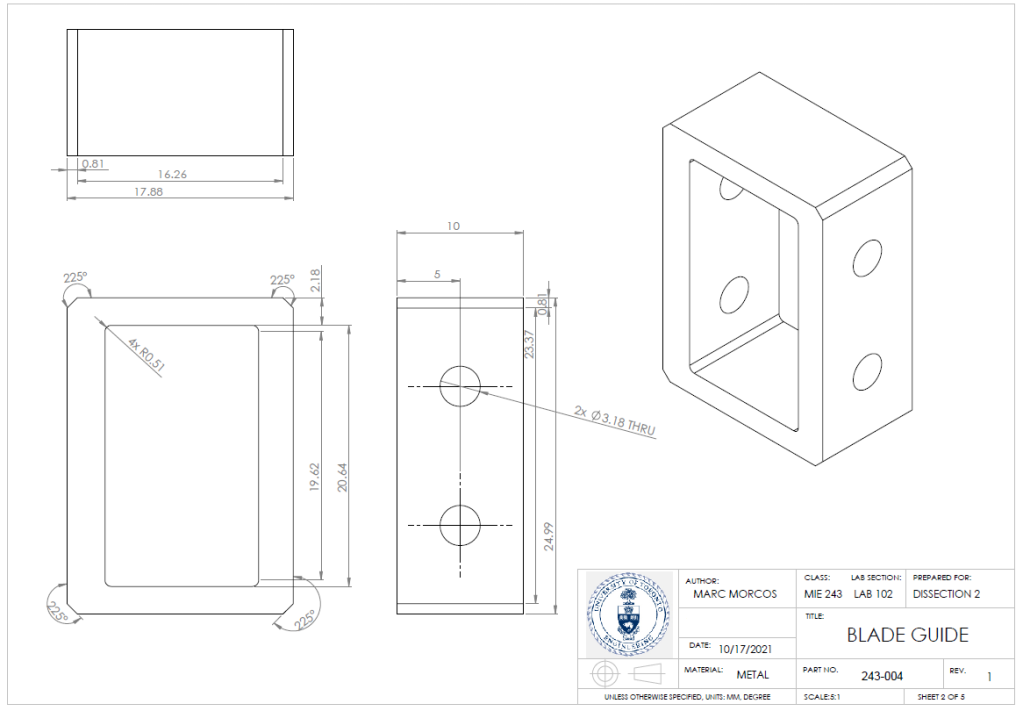 0.81
16.26
17.88
10
5
225°
225°
2.18
0.81
23.37
4x R0.51
2x Ø3.18 THRU
19.62
20.64
24.99
225°
225°
UNIVERSITY OF TORONTO
ENGINEERING
AUTHOR:
MARC MORCOS
CLASS: LAB SECTION: PREPARED FOR:
MIE 243 LAB 102 DISSECTION 2
TITLE:
BLADE GUIDE
DATE: 10/17/2021
MATERIAL: METAL
PART NO. 243-004
REV. 1
UNLESS OTHERWISE SPECIFIED, UNITS: MM, DEGREE
SCALE:5:1
SHEET 2 OF 5